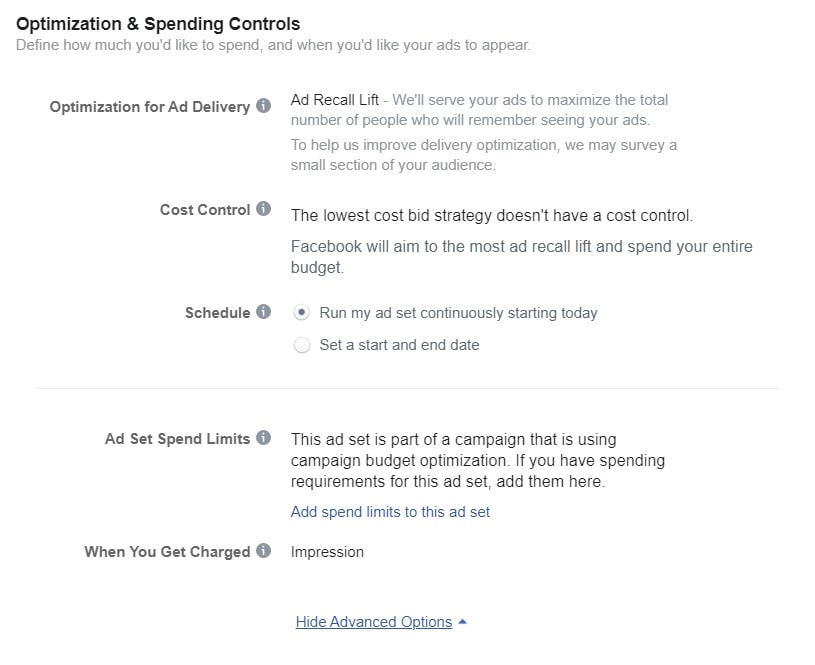 Optimization & Spending Controls
Define how much you'd like to spend, and when you'd like your ads to appear.
Optimization for Ad Delivery
Ad Recall Lift - We'll serve your ads to maximize the total
number of people who will remember seeing your ads.
To help us improve delivery optimization, we may survey a
small section of your audience.
Cost Control
The lowest cost bid strategy doesn't have a cost control.
Facebook will aim to the most ad recall lift and spend your entire
budget.
Schedule
Run my ad set continuously starting today
Set a start and end date
Ad Set Spend Limits
This ad set is part of a campaign that is using
campaign budget optimization. If you have spending
requirements for this ad set, add them here.
Add spend limits to this ad set
When You Get Charged
Impression
Hide Advanced Options